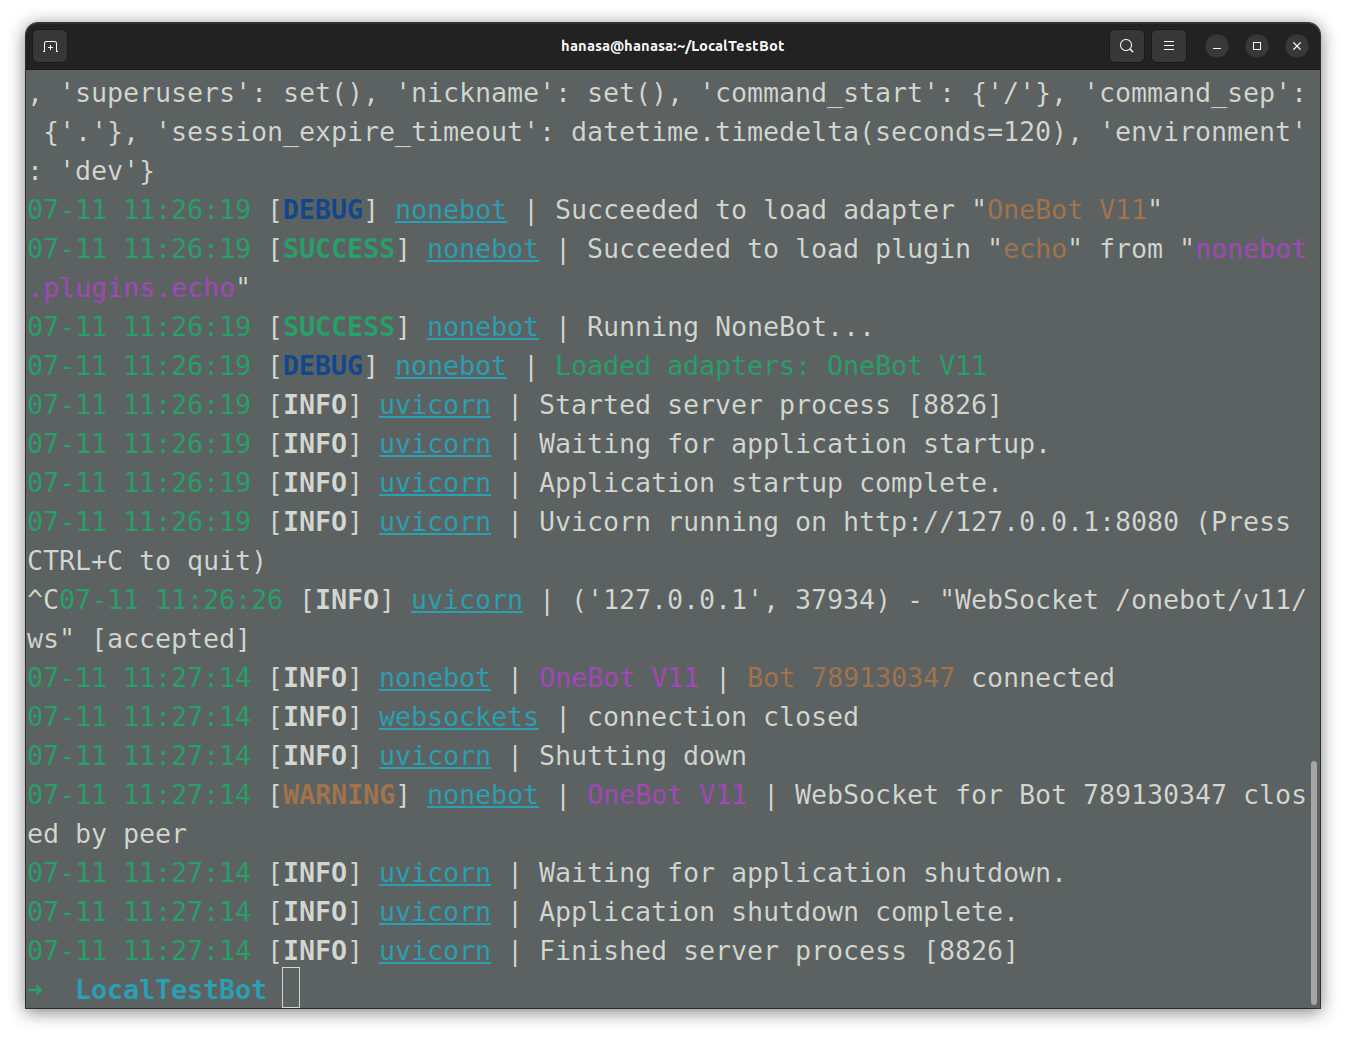 hanasa@hanasa:~/LocalTestBot
, 'superusers': set(), 'nickname': set(), 'command_start': {'/'}, 'command_sep':
 {'.'}, 'session_expire_timeout': datetime.timedelta(seconds=120), 'environment'
: 'dev'}
07-11 11:26:19 [DEBUG] nonebot | Succeeded to load adapter "OneBot V11"
07-11 11:26:19 [SUCCESS] nonebot | Succeeded to load plugin "echo" from "nonebot
.plugins.echo"
07-11 11:26:19 [SUCCESS] nonebot | Running NoneBot...
07-11 11:26:19 [DEBUG] nonebot | Loaded adapters: OneBot V11
07-11 11:26:19 [INFO] uvicorn | Started server process [8826]
07-11 11:26:19 [INFO] uvicorn | Waiting for application startup.
07-11 11:26:19 [INFO] uvicorn | Application startup complete.
07-11 11:26:19 [INFO] uvicorn | Uvicorn running on http://127.0.0.1:8080 (Press
CTRL+C to quit)
^C07-11 11:26:26 [INFO] uvicorn | ('127.0.0.1', 37934) - "WebSocket /onebot/v11/
ws" [accepted]
07-11 11:27:14 [INFO] nonebot | OneBot V11 | Bot 789130347 connected
07-11 11:27:14 [INFO] websockets | connection closed
07-11 11:27:14 [INFO] uvicorn | Shutting down
07-11 11:27:14 [WARNING] nonebot | OneBot V11 | WebSocket for Bot 789130347 clos
ed by peer
07-11 11:27:14 [INFO] uvicorn | Waiting for application shutdown.
07-11 11:27:14 [INFO] uvicorn | Application shutdown complete.
07-11 11:27:14 [INFO] uvicorn | Finished server process [8826]
→  LocalTestBot